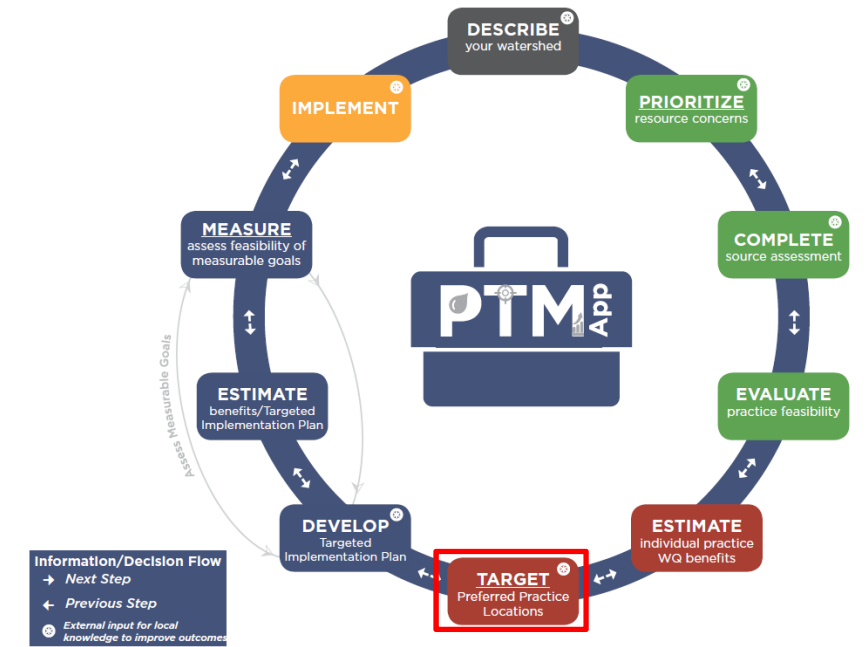 DESCRIBE
your watershed
IMPLEMENT
PRIORITIZE
resource concerns
MEASURE
assess feasibility of
measurable goals
COMPLETE
source assessment
PTM
App
Assess Measurable Goals
ESTIMATE
benefits/Targeted
Implementation Plan
EVALUATE
practice feasibility
DEVELOP
Targeted
Implementation Plan
ESTIMATE
individual practice
WQ benefits
TARGET
Preferred Practice
Locations
Information/Decision Flow
Next Step
Previous Step
External input for local
knowledge to improve outcomes